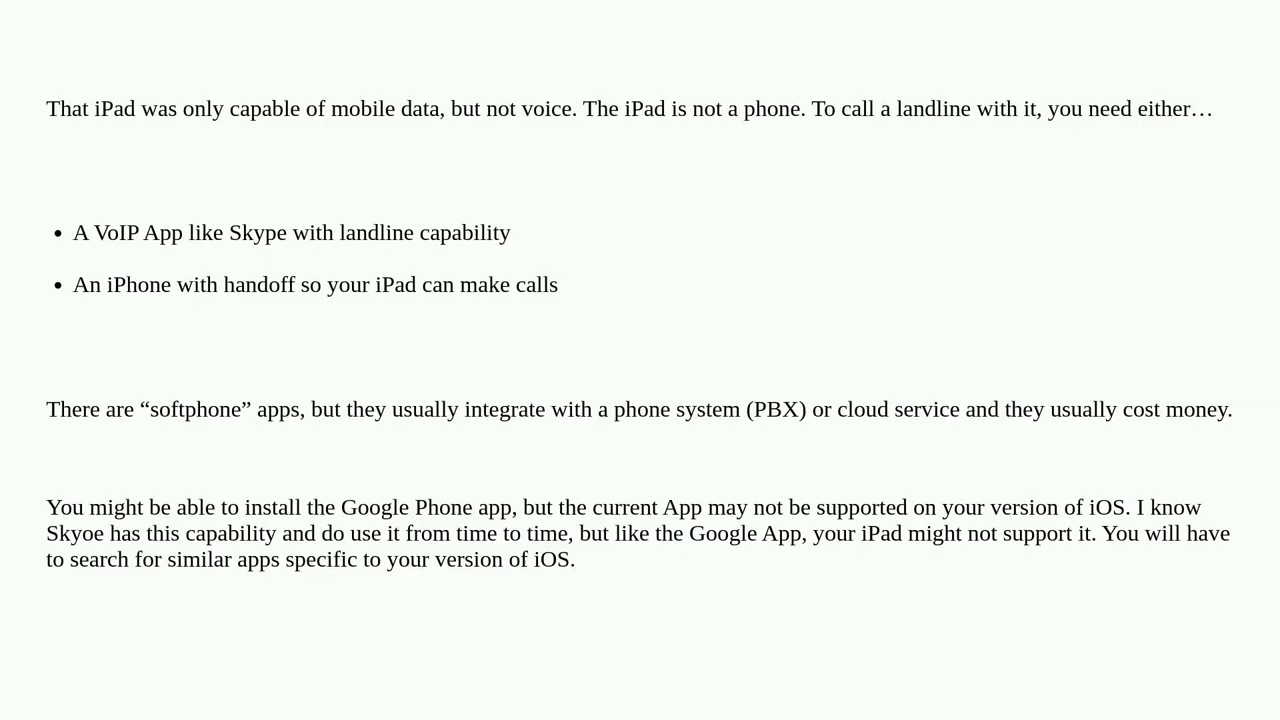 That iPad was only capable of mobile data, but not voice. The iPad is not a phone. To call a landline with it, you need either…
• A VoIP App like Skype with landline capability
• An iPhone with handoff so your iPad can make calls
There are “softphone” apps, but they usually integrate with a phone system (PBX) or cloud service and they usually cost money.
You might be able to install the Google Phone app, but the current App may not be supported on your version of iOS. I know
Skyoe has this capability and do use it from time to time, but like the Google App, your iPad might not support it. You will have
to search for similar apps specific to your version of iOS.